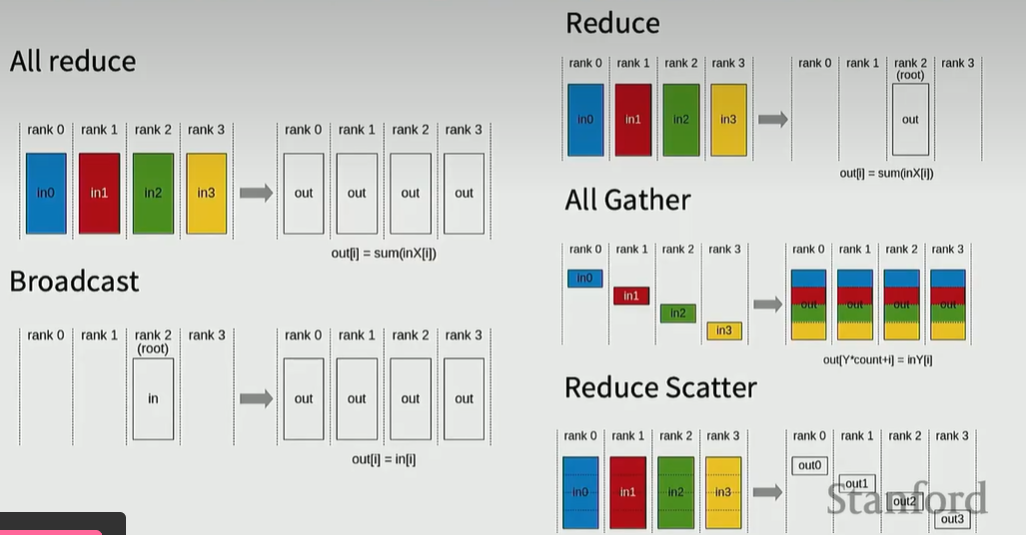 All reduce
rank 0 rank 1 rank 2 rank 3 rank 0 rank 1 rank 2 rank 3
in0 in1 in2 in3 out out out out
out[i] = sum(inX[i])
Broadcast
rank 0 rank 1 rank 2 rank 3 rank 0 rank 1 rank 2 rank 3
(root)
in out out out out
out[i] = in[i]
Reduce
rank 0 rank 1 rank 2 rank 3 rank 0 rank 1 rank 2 rank 3
(root)
in0 in1 in2 in3 out
out[i] = sum(inX[i])
All Gather
rank 0 rank 1 rank 2 rank 3 rank 0 rank 1 rank 2 rank 3
in0
in1
in2
in3
out out out out
out[Y*count+i] = inY[i]
Reduce Scatter
rank 0 rank 1 rank 2 rank 3 rank 0 rank 1 rank 2 rank 3
in0 in1 in2 in3
out0
out1
out2
out3
Stanford